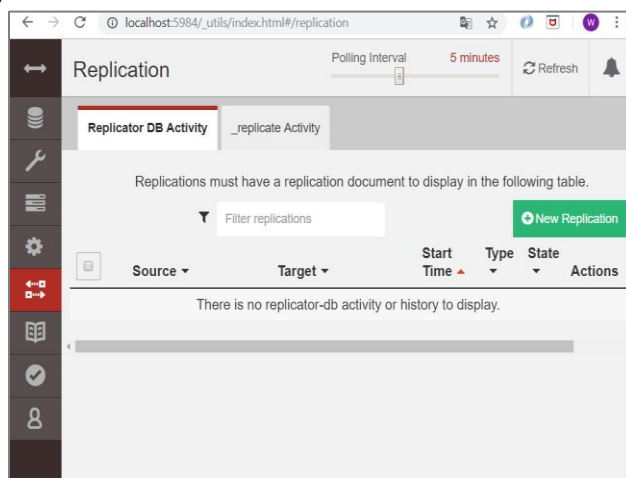 localhost:5984/_utils/index.html#/replication
W
Replication
Polling Interval
5 minutes
Refresh
Replicator DB Activity
_replicate Activity
Replications must have a replication document to display in the following table.
Filter replications
New Replication
Source
Target
Start Time
Type
State
Actions
There is no replicator-db activity or history to display.